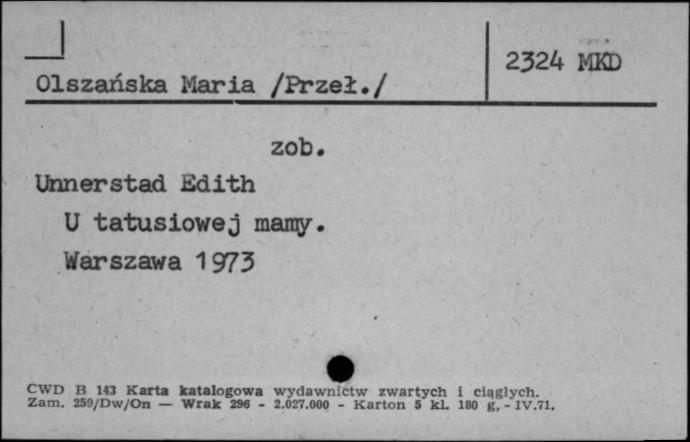 2324 MKD
Olszańska Maria /Przeł./
zob.
Unnerstad Edith
U tatusiowej mamy.
Warszawa 1973
CWD B 143 Karta katalogowa wydawnictw zwartych i ciągłych.
Zam. 259/Dw/On — Wrak 296 - 2.027.000 - Karton 5 kl. 180 g, - IV.71.